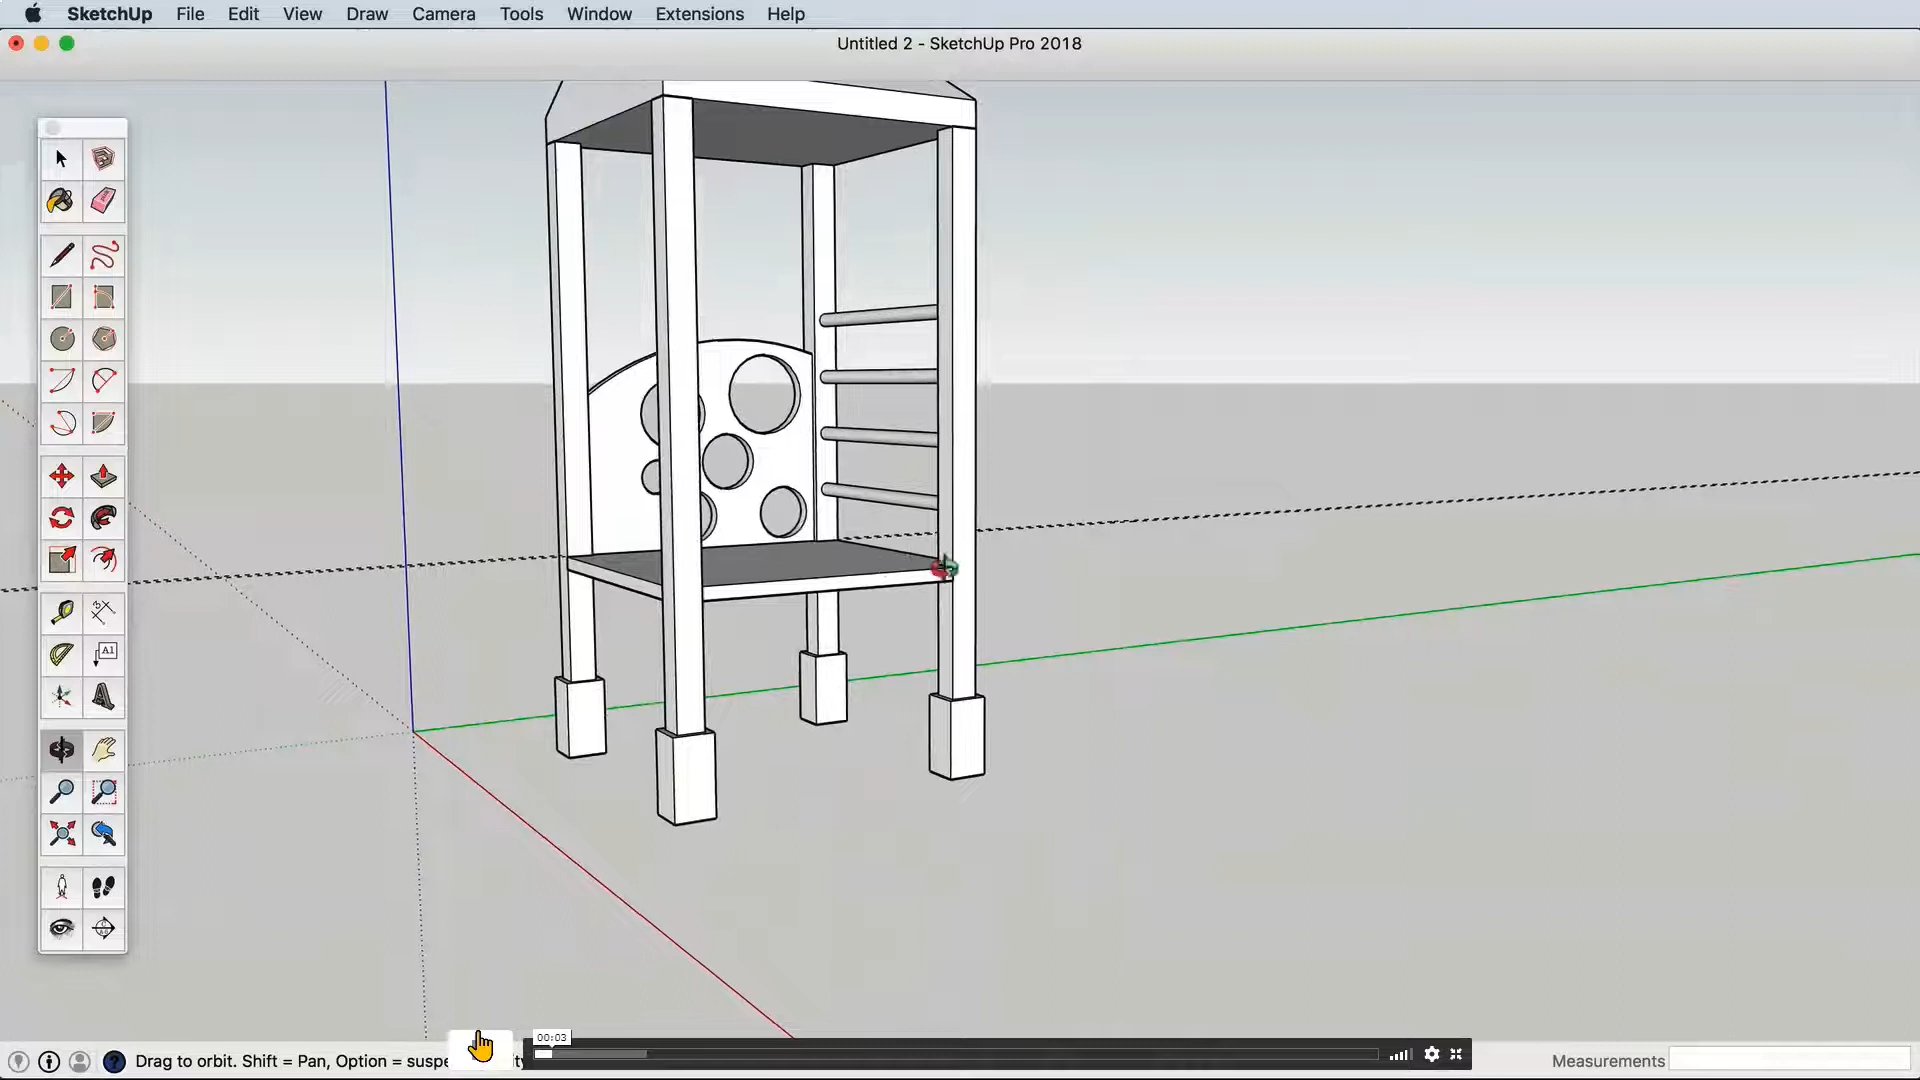 SketchUp File Edit View Draw Camera Tools Window Extensions Help
Untitled 2 - SketchUp Pro 2018
A1
00:03
Drag to orbit. Shift = Pan, Option = suspe
Measurements